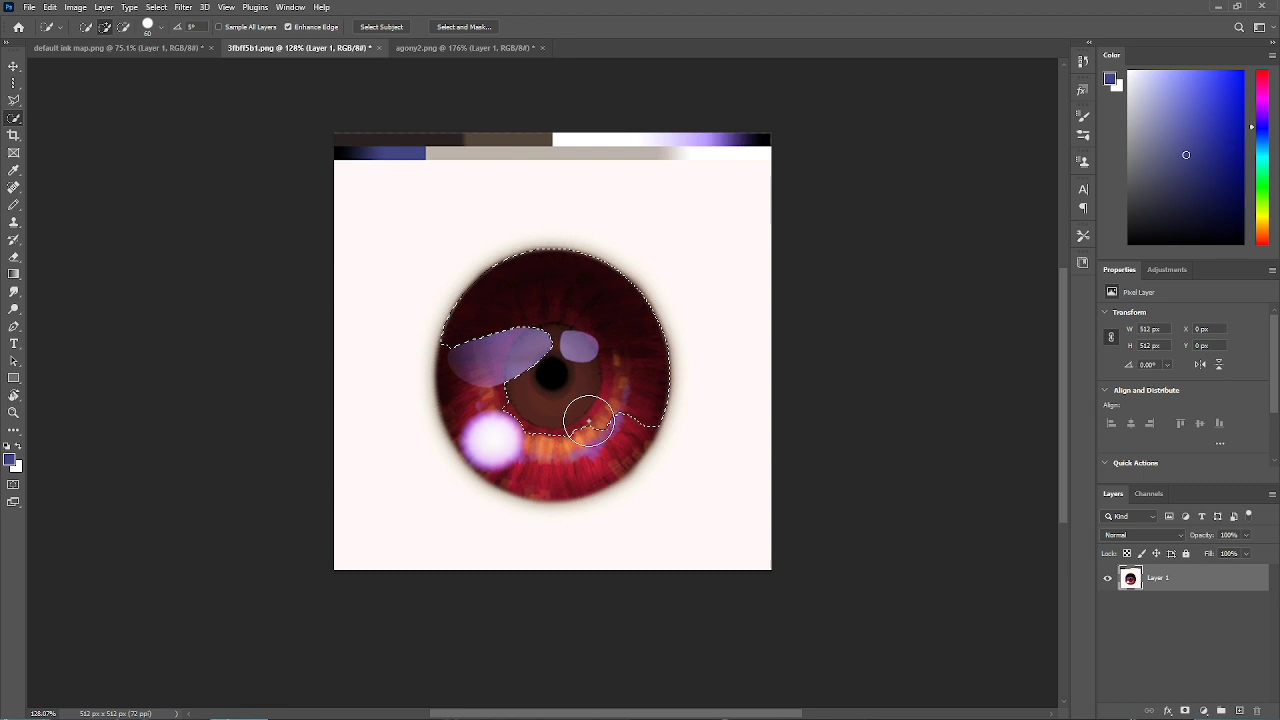 Ps File Edit Image Layer Type Select Filter 3D View Plugins Window Help
60 5° Sample All Layers Enhance Edge Select Subject Select and Mask...
default ink map.png @ 75.1% (Layer 1, RGB/8#) * × 3fbff5b1.png @ 128% (Layer 1, RGB/8#) * × agony2.png @ 176% (Layer 1, RGB/8#) * ×
Color
Properties Adjustments
Pixel Layer
Transform
W 512 px X 0 px
H 512 px Y 0 px
0.00°
Align and Distribute
Align:
Quick Actions
Layers Channels
Kind
Normal Opacity: 100%
Lock: Fill: 100%
Layer 1
128.07% 512 px x 512 px (72 ppi)